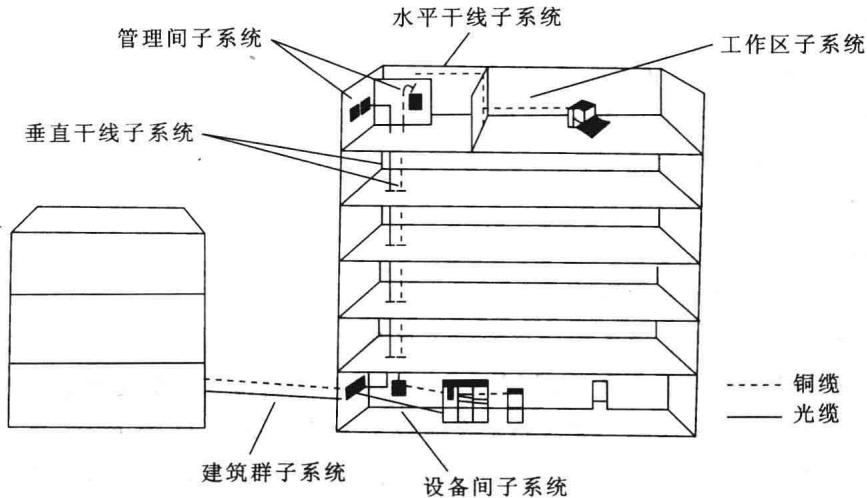 水平干线子系统
管理间子系统
工作区子系统
垂直干线子系统
铜缆
光缆
建筑群子系统
设备间子系统